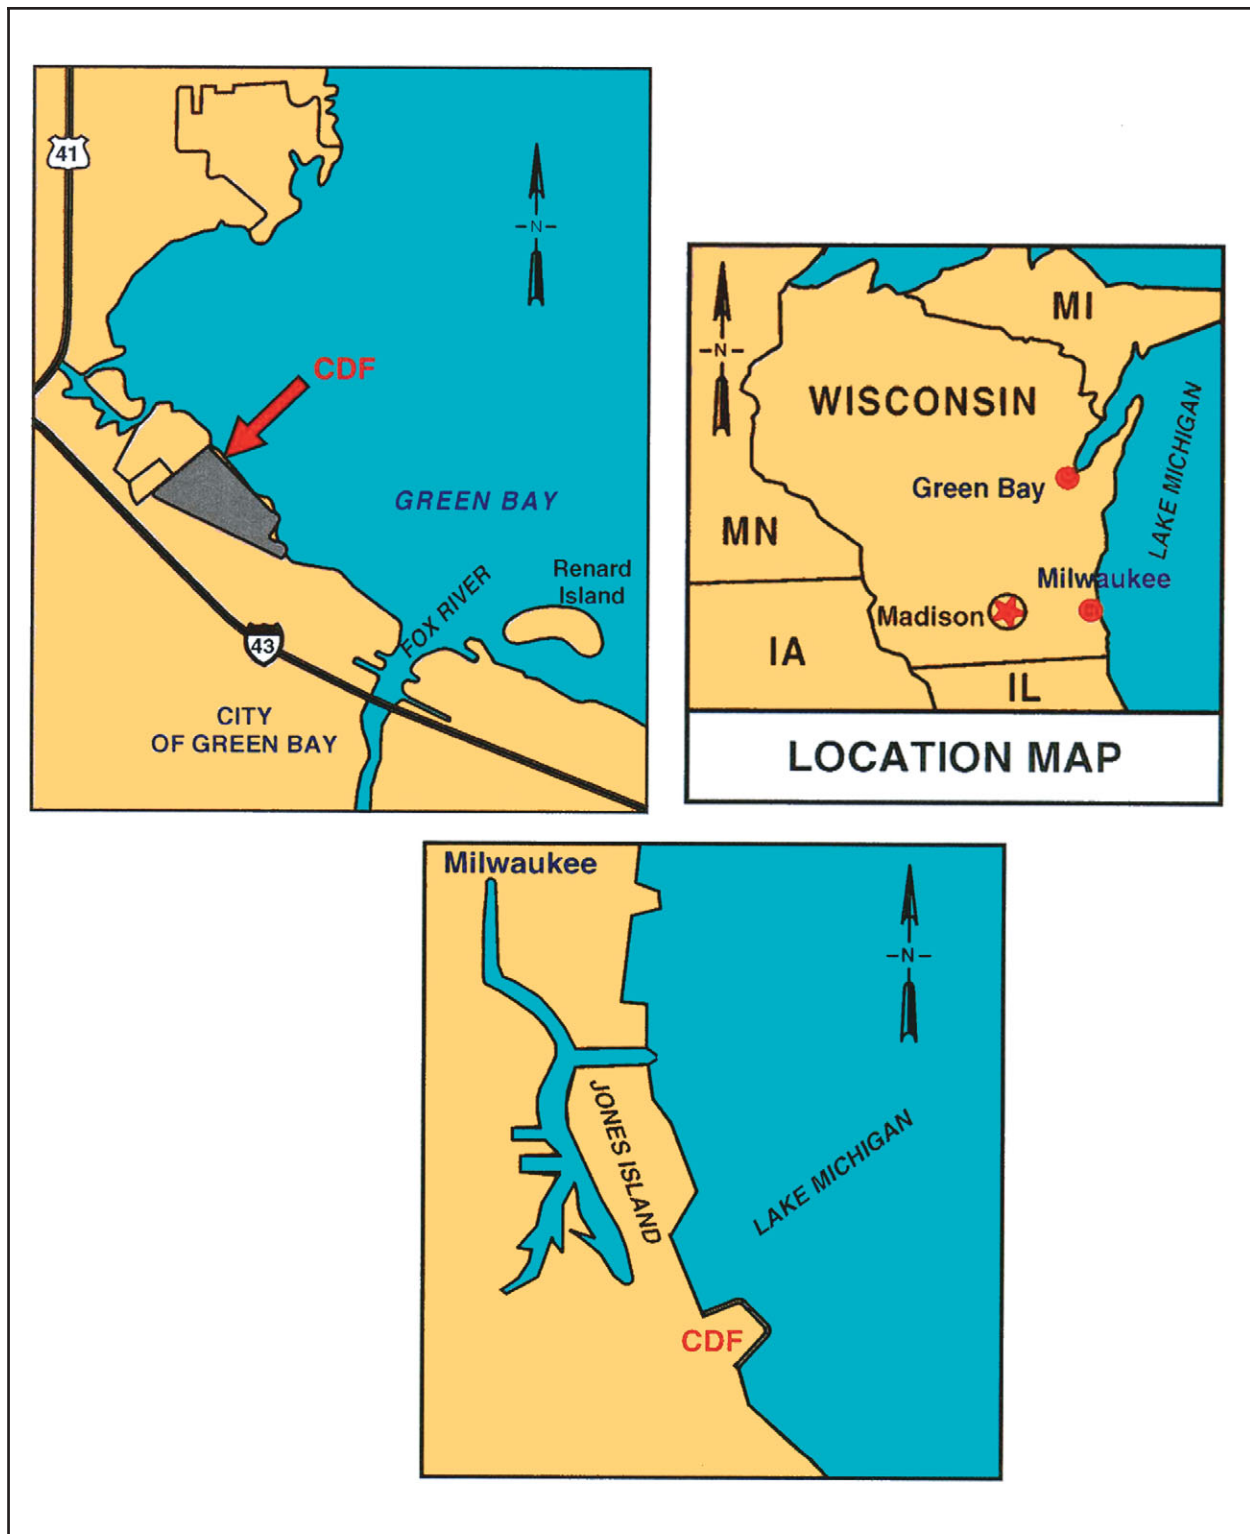 41
-N-
CDF
GREEN BAY
Renard
Island
FOX RIVER
43
CITY
OF GREEN BAY
-N-
MI
WISCONSIN
LAKE MICHIGAN
Green Bay
MN
Milwaukee
Madison
IA
IL
LOCATION MAP
Milwaukee
-N-
JONES ISLAND
LAKE MICHIGAN
CDF